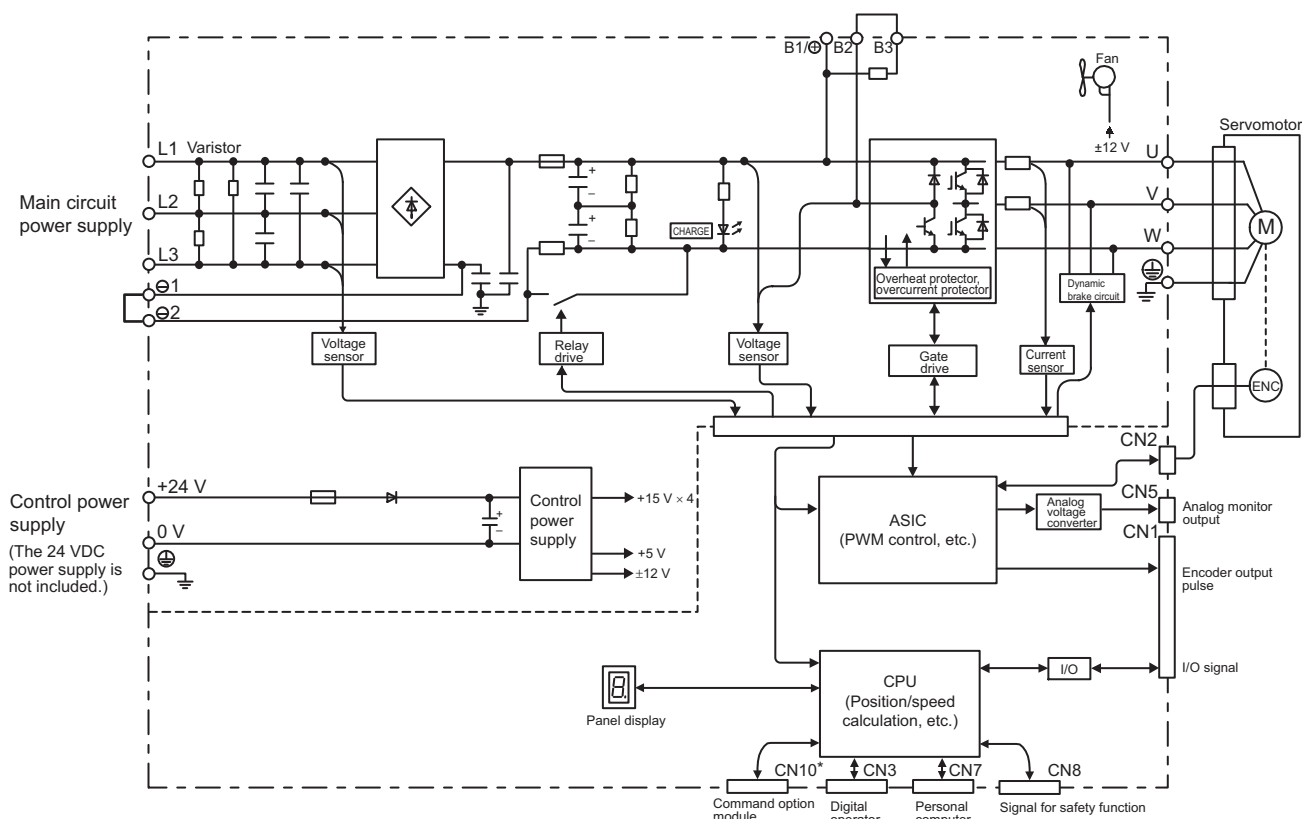 B1/⊕
B2
B3
Fan
±12 V
Servomotor
L1
Varistor
U
V
W
M
Main circuit
power supply
L2
L3
⊖1
⊖2
CHARGE
Overheat protector,
overcurrent protector
Dynamic
brake circuit
Voltage
sensor
Relay
drive
Voltage
sensor
Gate
drive
Current
sensor
ENC
CN2
Control power
supply
(The 24 VDC
power supply is
not included.)
+24 V
0 V
+
−
+
−
+
−
Control
power
supply
+15 V × 4
+5 V
±12 V
ASIC
(PWM control, etc.)
Analog
voltage
converter
CN5
Analog monitor
output
CN1
Encoder output
pulse
I/O
I/O signal
8.
Panel display
CPU
(Position/speed
calculation, etc.)
CN10*
CN3
CN7
CN8
Command option
module
Digital
operator
Personal
computer
Signal for safety function